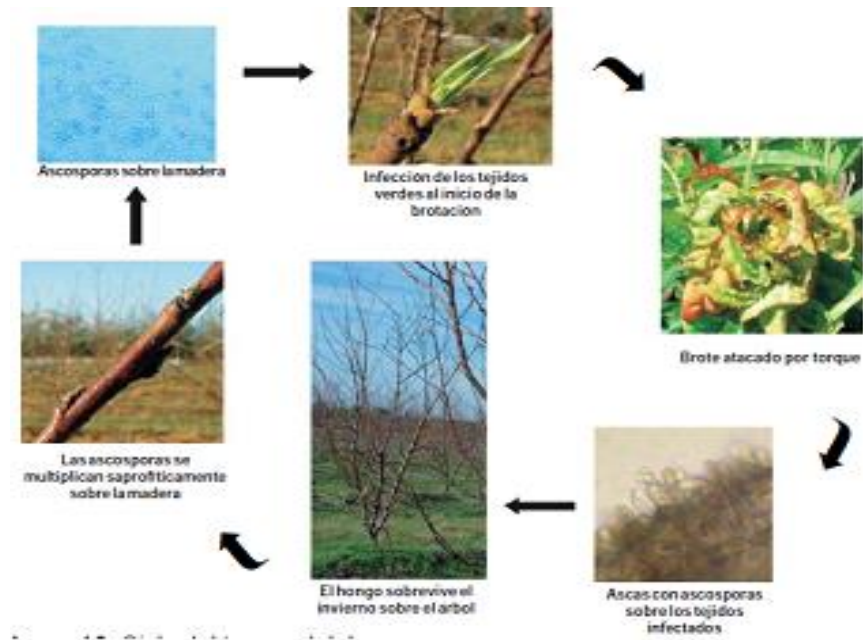 Ascosporas sobre la madera
Infeccion de los tejidos
verdes al inicio de la
brotacion
Brote atacado por torque
Ascas con ascosporas
sobre los tejidos
infectados
El hongo sobrevive el
invierno sobre el arbol
Las ascosporas se
multiplican saprofiticamente
sobre la madera